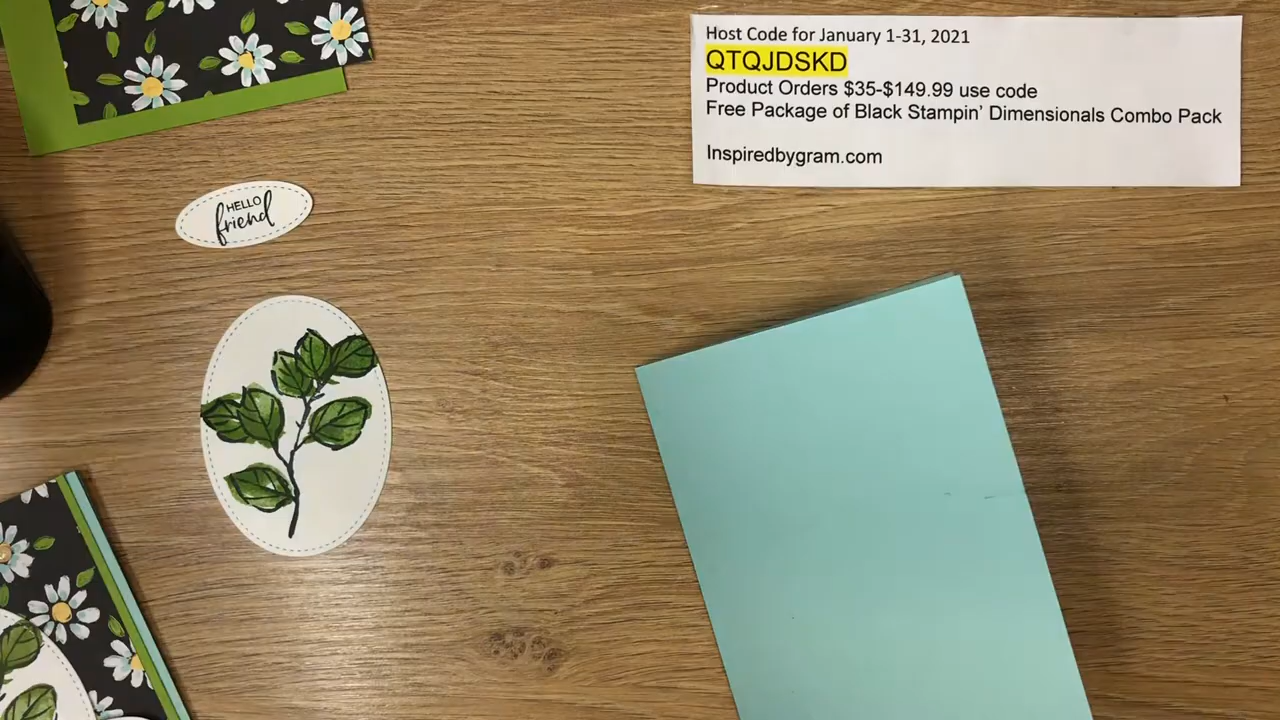 Host Code for January 1-31, 2021
QTQJDSKD
Product Orders $35-$149.99 use code
Free Package of Black Stampin' Dimensionals Combo Pack
Inspiredbygram.com
HELLO
friend